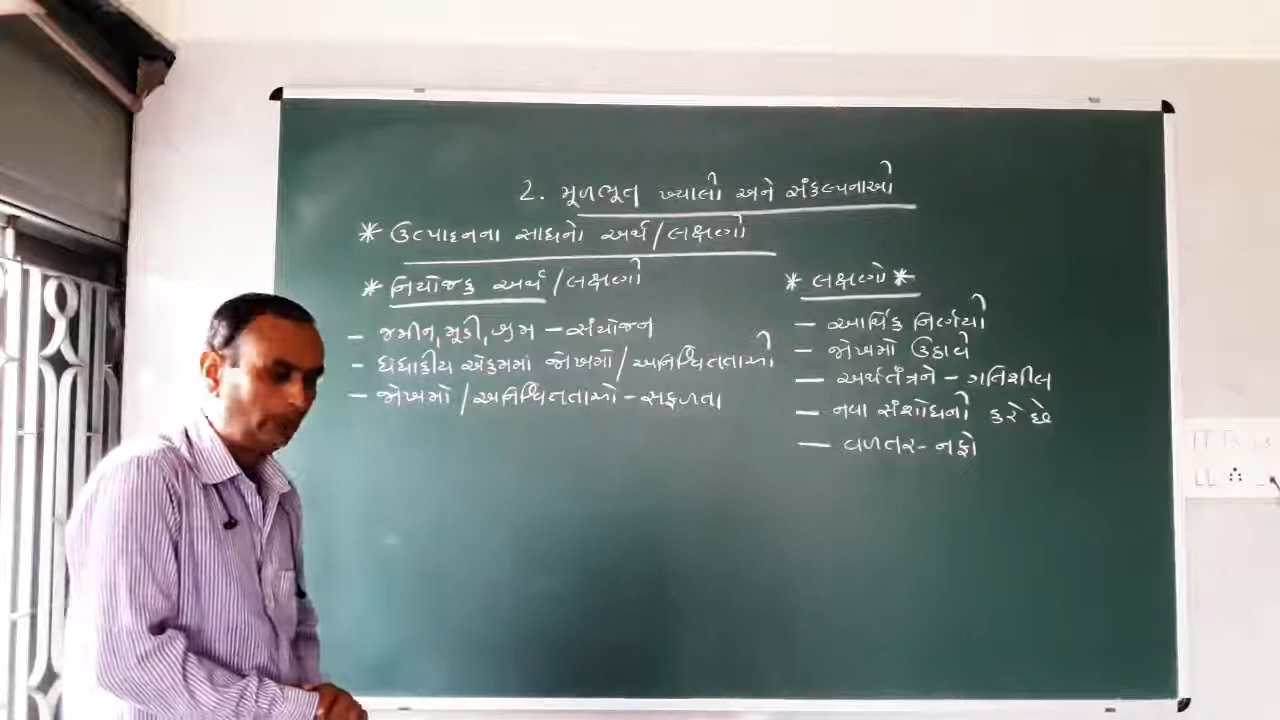 2. મૂળભૂત ખ્યાલો અને સંકલ્પનાઓ
* ઉત્પાદનના સાધનો અર્થ/લક્ષણો
* નિયોજક અર્થ/લક્ષણો
– જમીન, મૂડી, શ્રમ – સંયોજન
– ધંધાકીય એકમમાં જોખમો/અનિશ્ચિતતાઓ
– જોખમો/અનિશ્ચિતતાઓ – સફળતા
* લક્ષણો *
– આર્થિક નિર્ણયો
– જોખમો ઉઠાવે
– અર્થતંત્રને – ગતિશીલ
– નવા સંશોધનો કરે છે
– વળતર – નફો